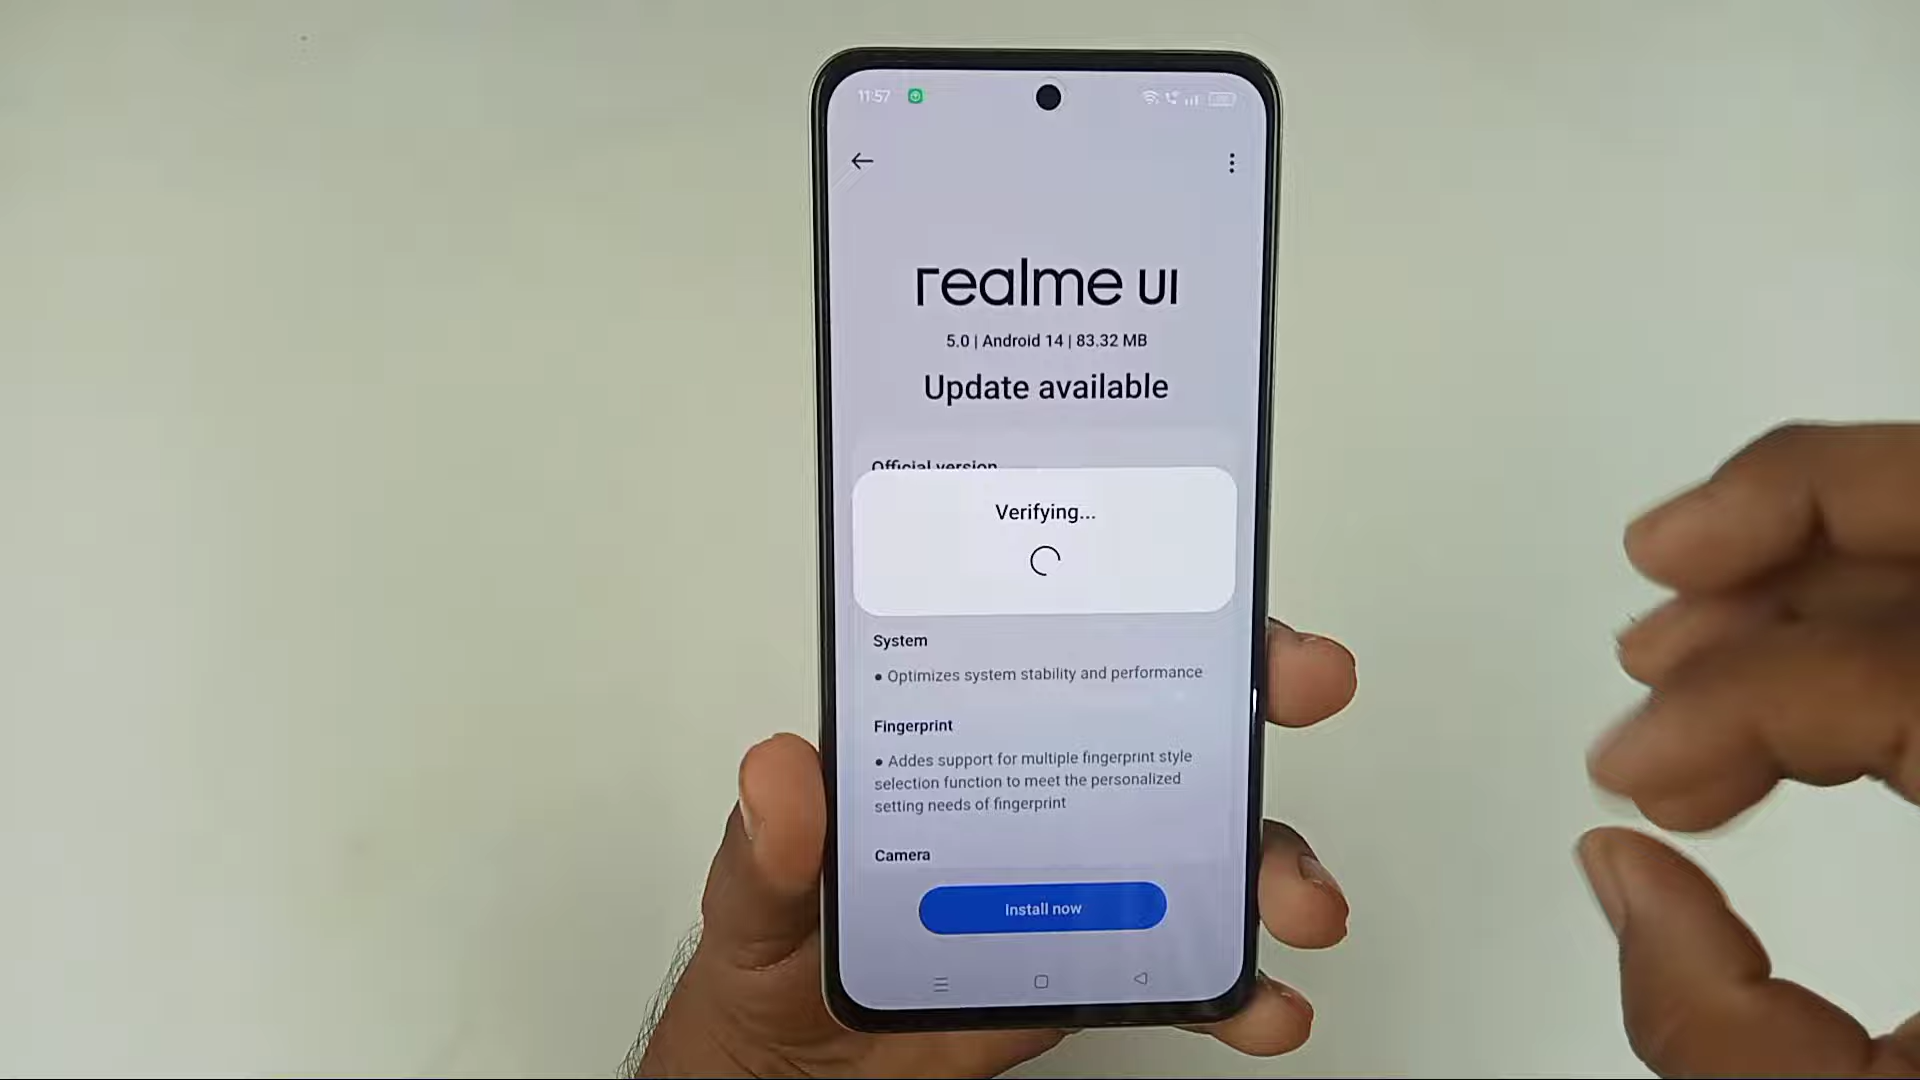 11:57
realme UI
5.0 | Android 14 | 83.32 MB
Update available
Official version
Verifying...
System
● Optimizes system stability and performance
Fingerprint
● Addes support for multiple fingerprint style
selection function to meet the personalized
setting needs of fingerprint
Camera
Install now